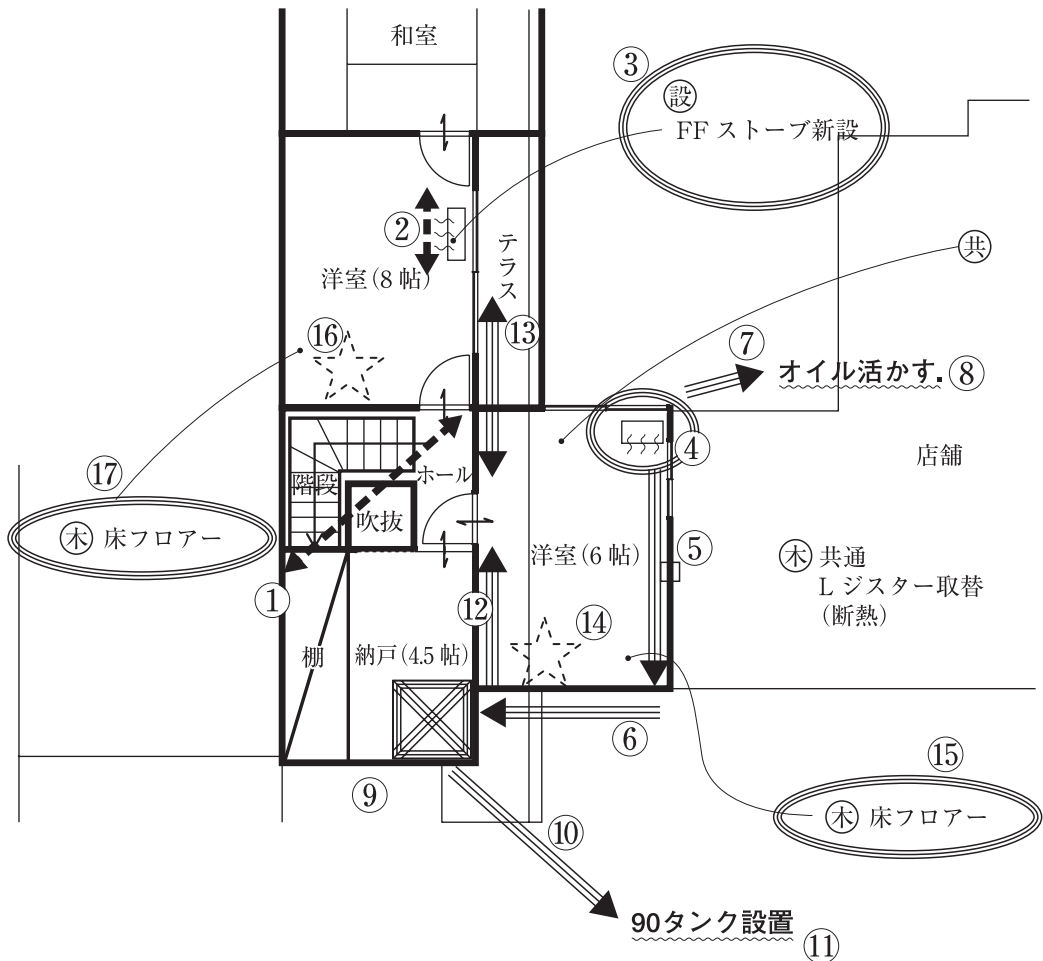 和室
③
設
FF ストーブ新設
②
洋室(8 帖)
テラス
共
⑬
⑯
⑦
オイル活かす. ⑧
④
⑰
階段
ホール
吹抜
店舗
木 床フロアー
洋室(6 帖)
⑤
木 共通
L ジスター取替
(断熱)
①
⑫
⑭
棚
納戸(4.5 帖)
⑥
⑮
⑨
木 床フロアー
⑩
90タンク設置
⑪